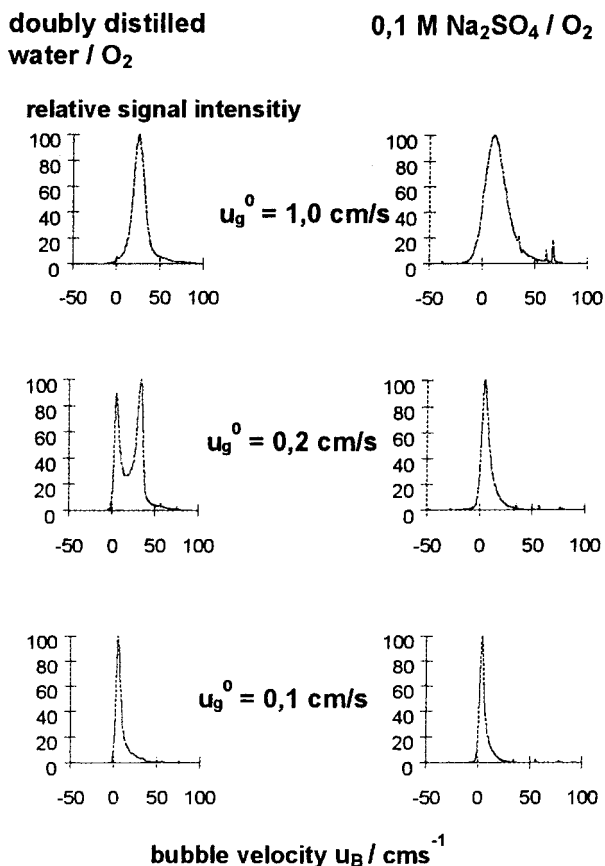 doubly distilled
water / O₂
0,1 M Na₂SO₄ / O₂
relative signal intensitiy
100
80
60
40
20
0
-50 0 50 100
u_g⁰ = 1,0 cm/s
100
80
60
40
20
0
-50 0 50 100
100
80
60
40
20
0
-50 0 50 100
u_g⁰ = 0,2 cm/s
100
80
60
40
20
0
-50 0 50 100
100
80
60
40
20
0
-50 0 50 100
u_g⁰ = 0,1 cm/s
100
80
60
40
20
0
-50 0 50 100
bubble velocity u_B / cms⁻¹